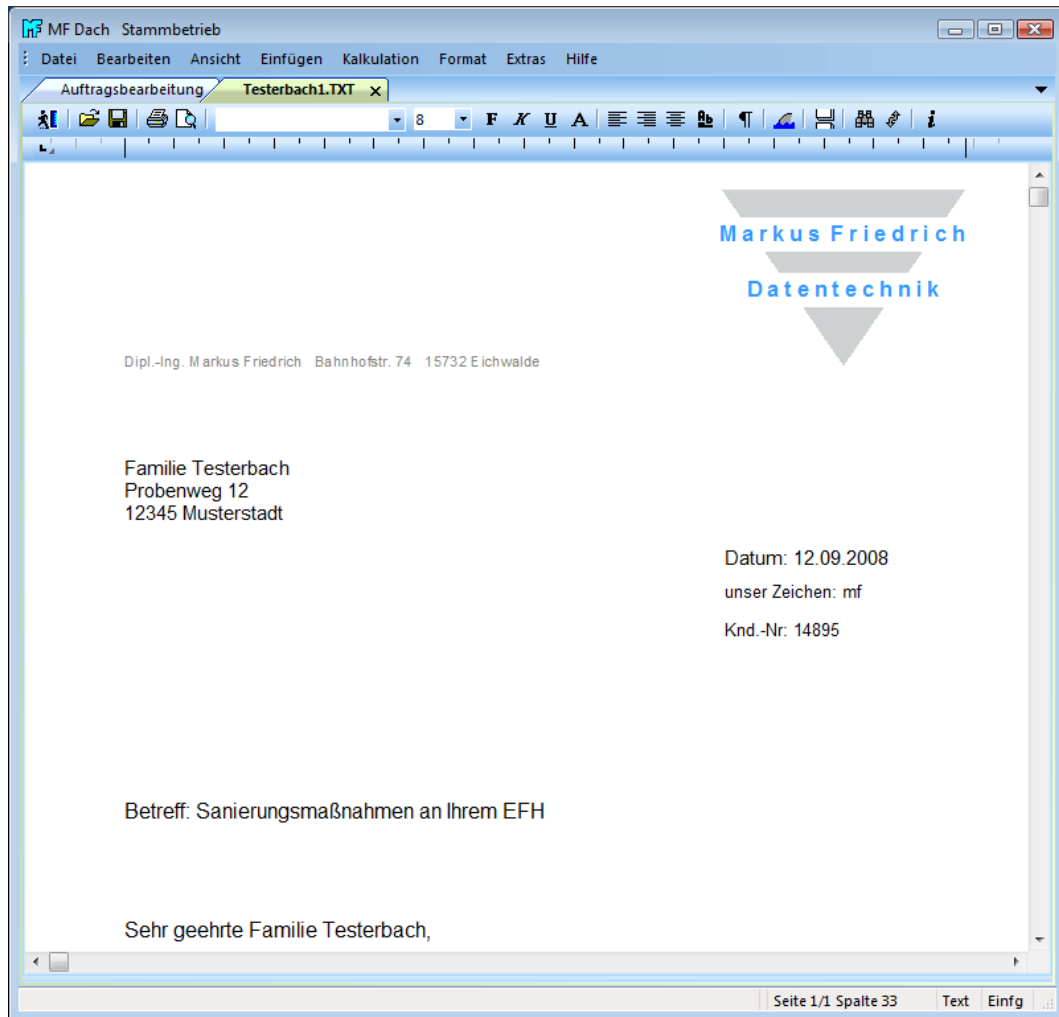 MF Dach Stammbetrieb
Datei Bearbeiten Ansicht Einfügen Kalkulation Format Extras Hilfe
Auftragsbearbeitung Testerbach1.TXT x
8 F K U A ab ¶ i
Markus Friedrich
Datentechnik
Dipl.-Ing. Markus Friedrich Bahnhofstr. 74 15732 Eichwalde
Familie Testerbach
Probenweg 12
12345 Musterstadt
Datum: 12.09.2008
unser Zeichen: mf
Knd.-Nr: 14895
Betreff: Sanierungsmaßnahmen an Ihrem EFH
Sehr geehrte Familie Testerbach,
Seite 1/1 Spalte 33 Text Einfg